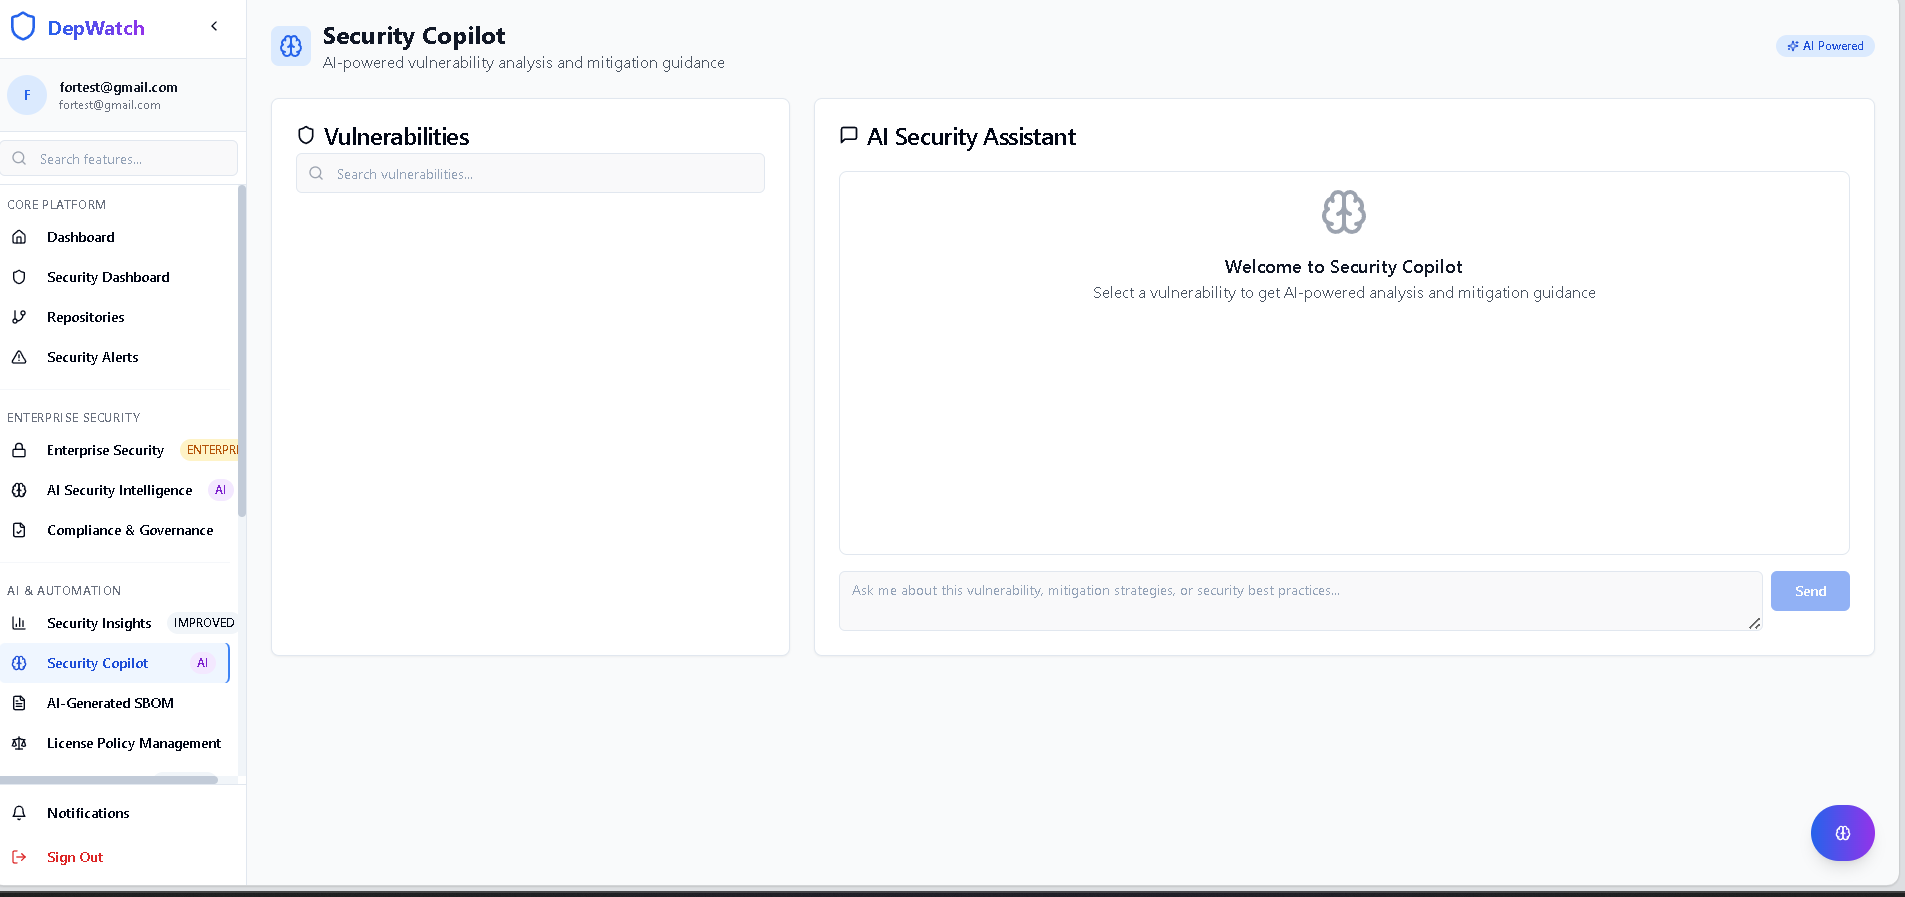 DepWatch
F
fortest@gmail.com
fortest@gmail.com
Search features...
CORE PLATFORM
Dashboard
Security Dashboard
Repositories
Security Alerts
ENTERPRISE SECURITY
Enterprise Security ENTERPRI
AI Security Intelligence AI
Compliance & Governance
AI & AUTOMATION
Security Insights IMPROVED
Security Copilot AI
AI-Generated SBOM
License Policy Management
Notifications
Sign Out
Security Copilot
AI-powered vulnerability analysis and mitigation guidance
AI Powered
Vulnerabilities
Search vulnerabilities...
AI Security Assistant
Welcome to Security Copilot
Select a vulnerability to get AI-powered analysis and mitigation guidance
Ask me about this vulnerability, mitigation strategies, or security best practices...
Send